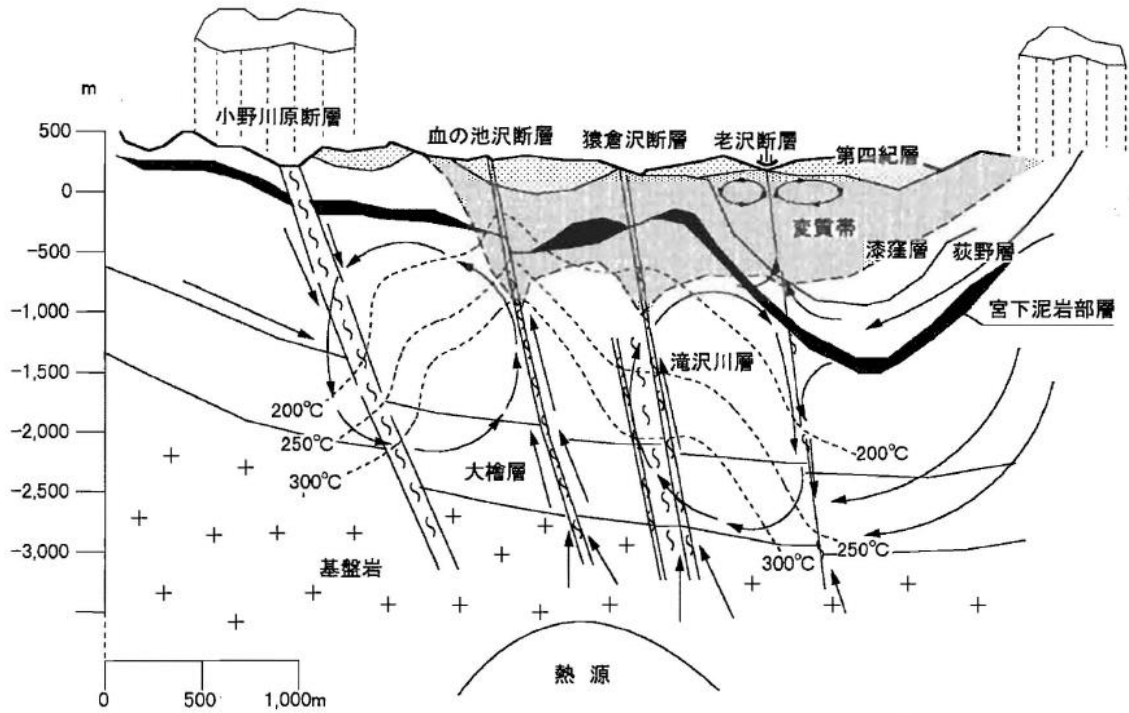 m
小野川原断層
500
血の池沢断層
猿倉沢断層
老沢断層
第四紀層
0
変質帯
漆窪層
荻野層
−500
宮下泥岩部層
−1,000
滝沢川層
−1,500
200℃
−2,000
250℃
200℃
300℃
大檜層
−2,500
−3,000
250℃
300℃
基盤岩
熱源
0
500
1,000m